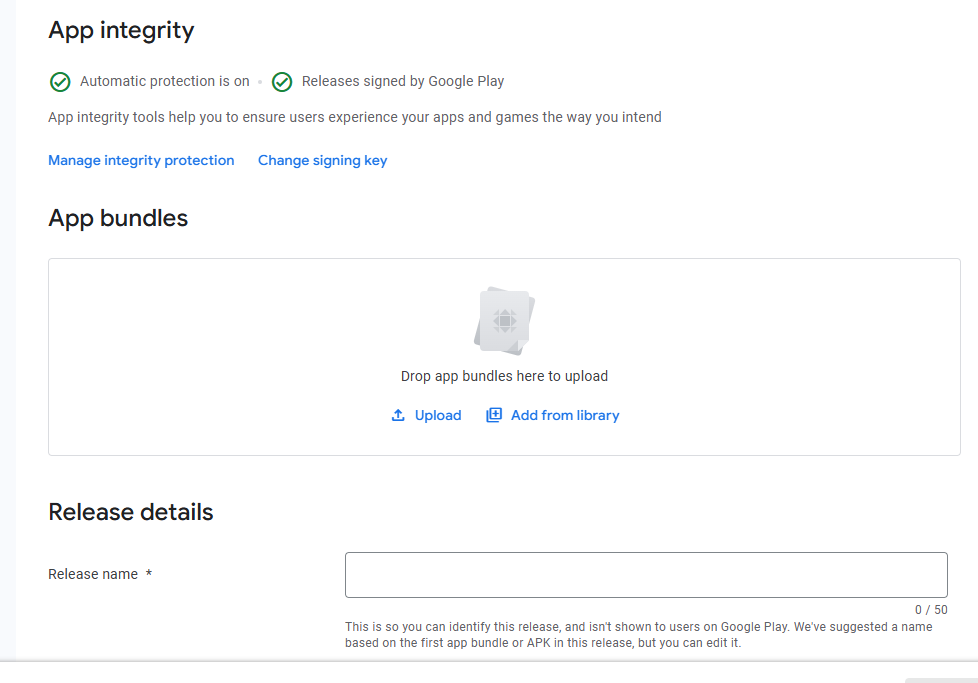 App integrity
Automatic protection is on • Releases signed by Google Play
App integrity tools help you to ensure users experience your apps and games the way you intend
Manage integrity protection Change signing key
App bundles
Drop app bundles here to upload
Upload Add from library
Release details
Release name *
0 / 50
This is so you can identify this release, and isn't shown to users on Google Play. We've suggested a name
based on the first app bundle or APK in this release, but you can edit it.